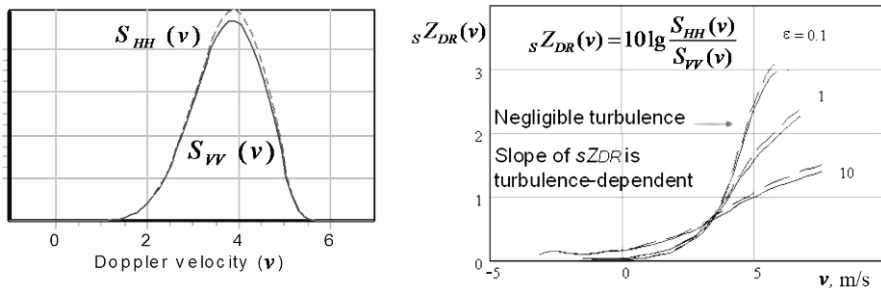 S_HH (v)
S_VV (v)
0 2 4 6
Doppler velocity (v)
sZ_DR(v)
sZ_DR(v) = 10lg S_HH(v)/S_VV(v)
ε = 0.1
3
1
Negligible turbulence
2
Slope of sZDR is
turbulence-dependent
10
1
0
-5 0 5
v, m/s